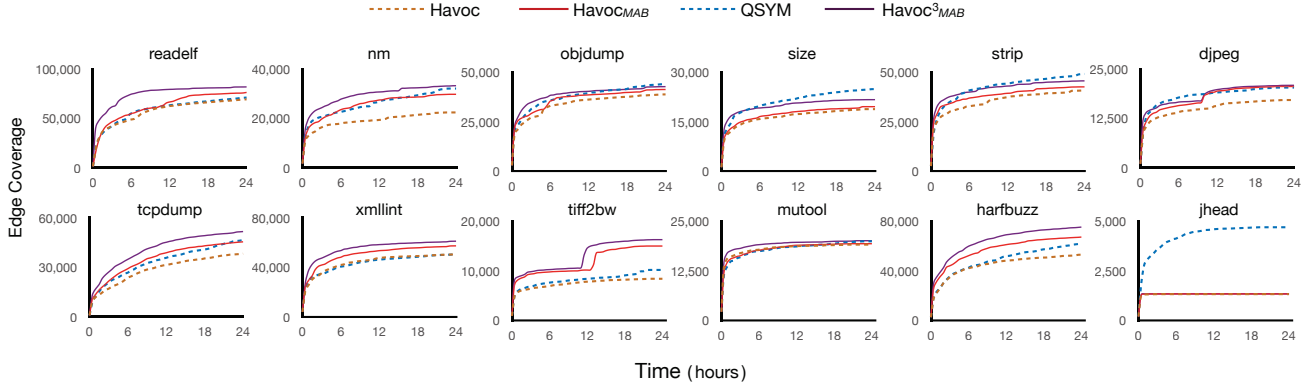 Havoc Havoc_MAB QSYM Havoc³_MAB
readelf nm objdump size strip djpeg
100,000 40,000 50,000 30,000 50,000 25,000
50,000 20,000 25,000 15,000 25,000 12,500
0 0 0 0 0 0
0 6 12 18 24 0 6 12 18 24 0 6 12 18 24 0 6 12 18 24 0 6 12 18 24 0 6 12 18 24
Edge Coverage
tcpdump xmllint tiff2bw mutool harfbuzz jhead
60,000 80,000 20,000 25,000 80,000 5,000
30,000 40,000 10,000 12,500 40,000 2,500
0 0 0 0 0 0
0 6 12 18 24 0 6 12 18 24 0 6 12 18 24 0 6 12 18 24 0 6 12 18 24 0 6 12 18 24
Time (hours)